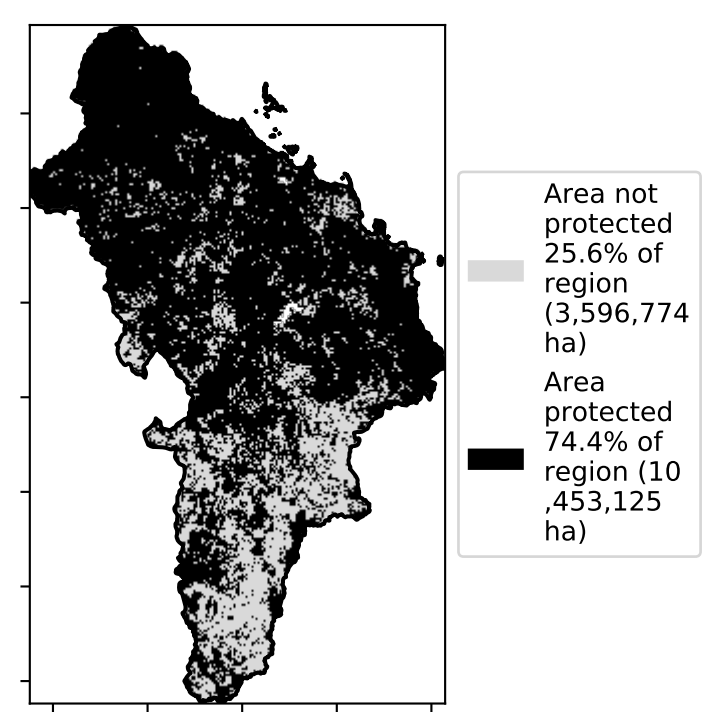 Area not
protected
25.6% of
region
(3,596,774
ha)
Area
protected
74.4% of
region (10
,453,125
ha)